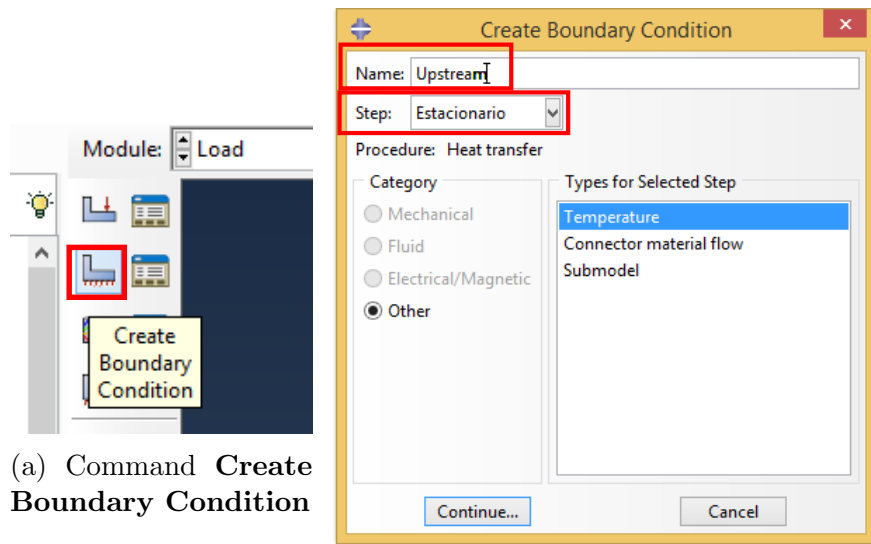 Module: Load
Create
Boundary
Condition
(a) Command Create
Boundary Condition
Create Boundary Condition
Name: Upstream
Step: Estacionario
Procedure: Heat transfer
Category
Mechanical
Fluid
Electrical/Magnetic
Other
Types for Selected Step
Temperature
Connector material flow
Submodel
Continue...
Cancel